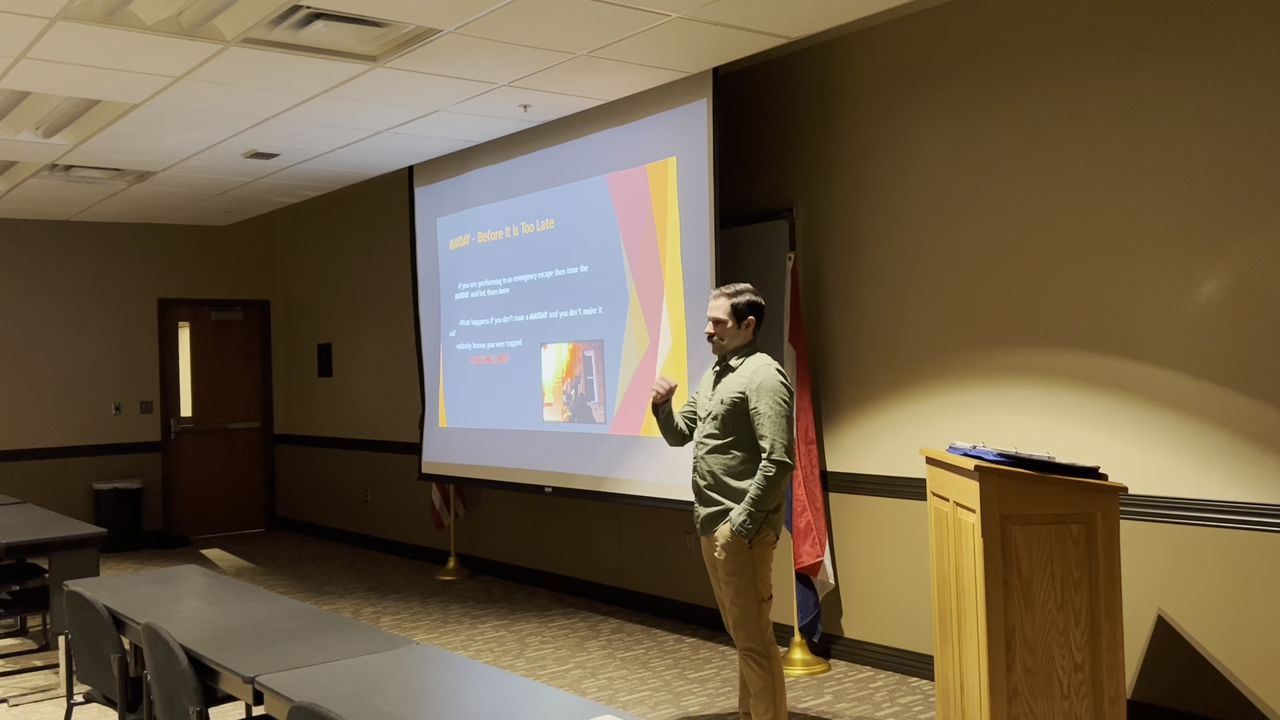 MAYDAY - Before It Is Too Late
-If you are performing is an emergency escape then issue the
MAYDAY and let them know
-What happens if you don't issue a MAYDAY and you don't make it
out?
-nobody knows you were trapped